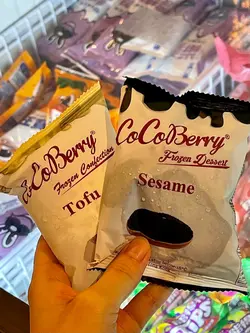 CoCoBerry®
Frozen Confection
Tofu
CoCoBerry®
Frozen Dessert
Sesame